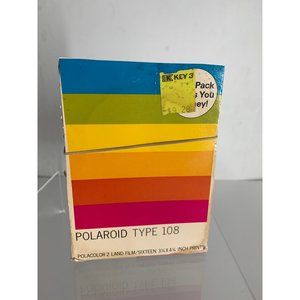 KEY 3
Pack
s You
ey!
POLAROID TYPE 108
POLACOLOR 2 LAND FILM/SIXTEEN 3¼X4¼ INCH PRINTS